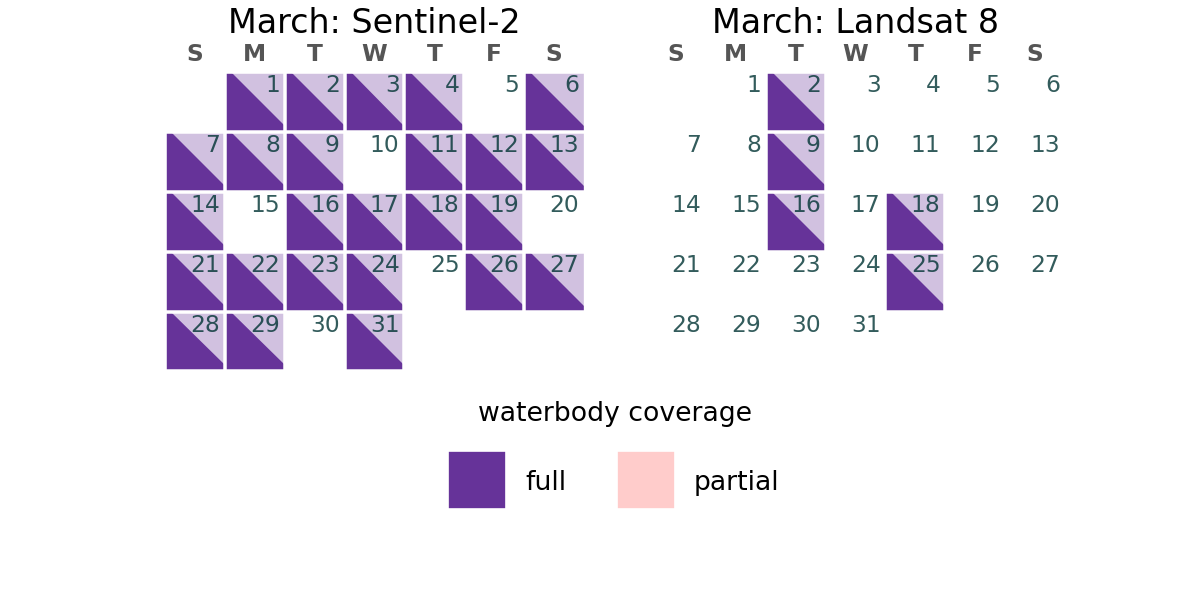 March: Sentinel-2
S M T W T F S
1 2 3 4 5 6
7 8 9 10 11 12 13
14 15 16 17 18 19 20
21 22 23 24 25 26 27
28 29 30 31
March: Landsat 8
S M T W T F S
1 2 3 4 5 6
7 8 9 10 11 12 13
14 15 16 17 18 19 20
21 22 23 24 25 26 27
28 29 30 31
waterbody coverage
full partial